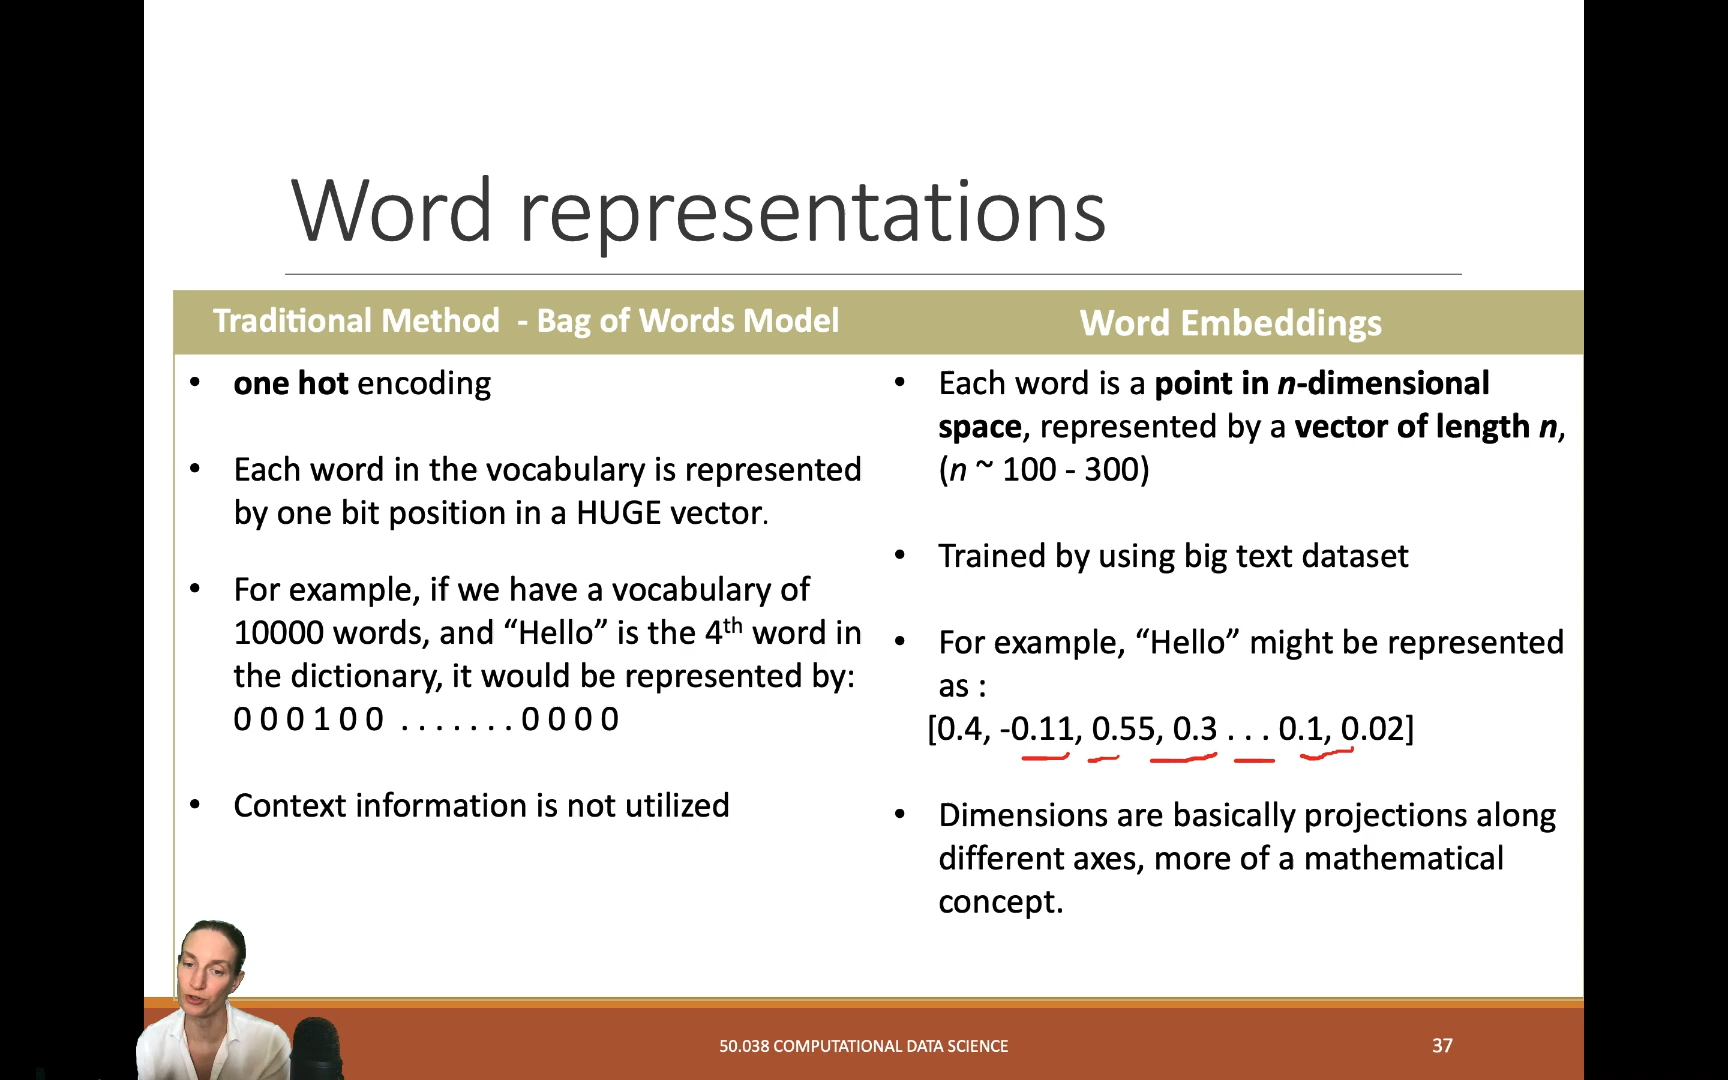 Word representations
Traditional Method - Bag of Words Model
Word Embeddings
• one hot encoding
• Each word in the vocabulary is represented
by one bit position in a HUGE vector.
• For example, if we have a vocabulary of
10000 words, and “Hello” is the 4th word in
the dictionary, it would be represented by:
0 0 0 1 0 0 . . . . . . . 0 0 0 0
• Context information is not utilized
• Each word is a point in n-dimensional
space, represented by a vector of length n,
(n ~ 100 - 300)
• Trained by using big text dataset
• For example, “Hello” might be represented
as :
[0.4, -0.11, 0.55, 0.3 . . . 0.1, 0.02]
• Dimensions are basically projections along
different axes, more of a mathematical
concept.
50.038 COMPUTATIONAL DATA SCIENCE
37